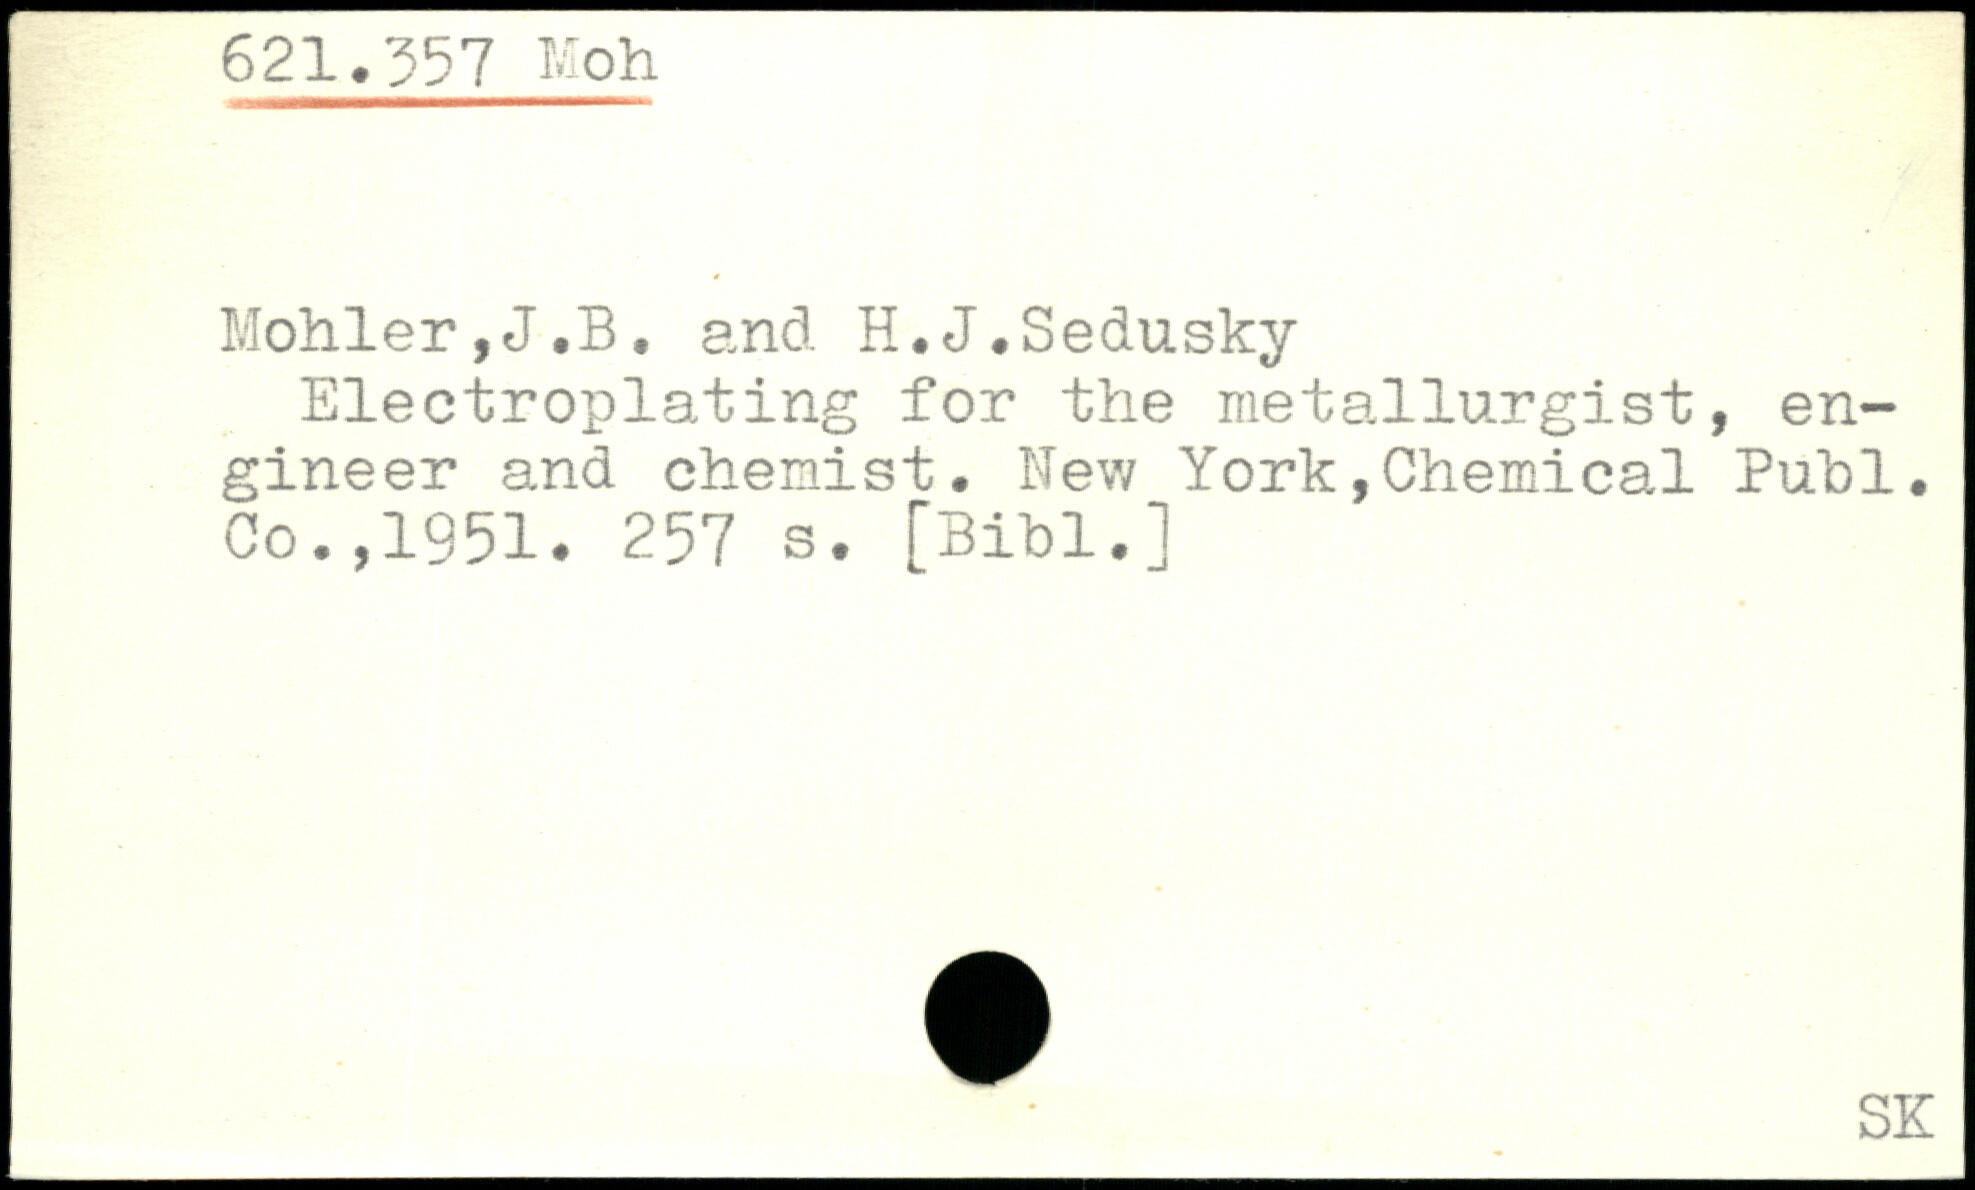 621.357 Moh
Mohler,J.B. and H.J.Sedusky
Electroplating for the metallurgist, en-
gineer and chemist. New York,Chemical Publ.
Co.,1951. 257 s. [Bibl.]
SK